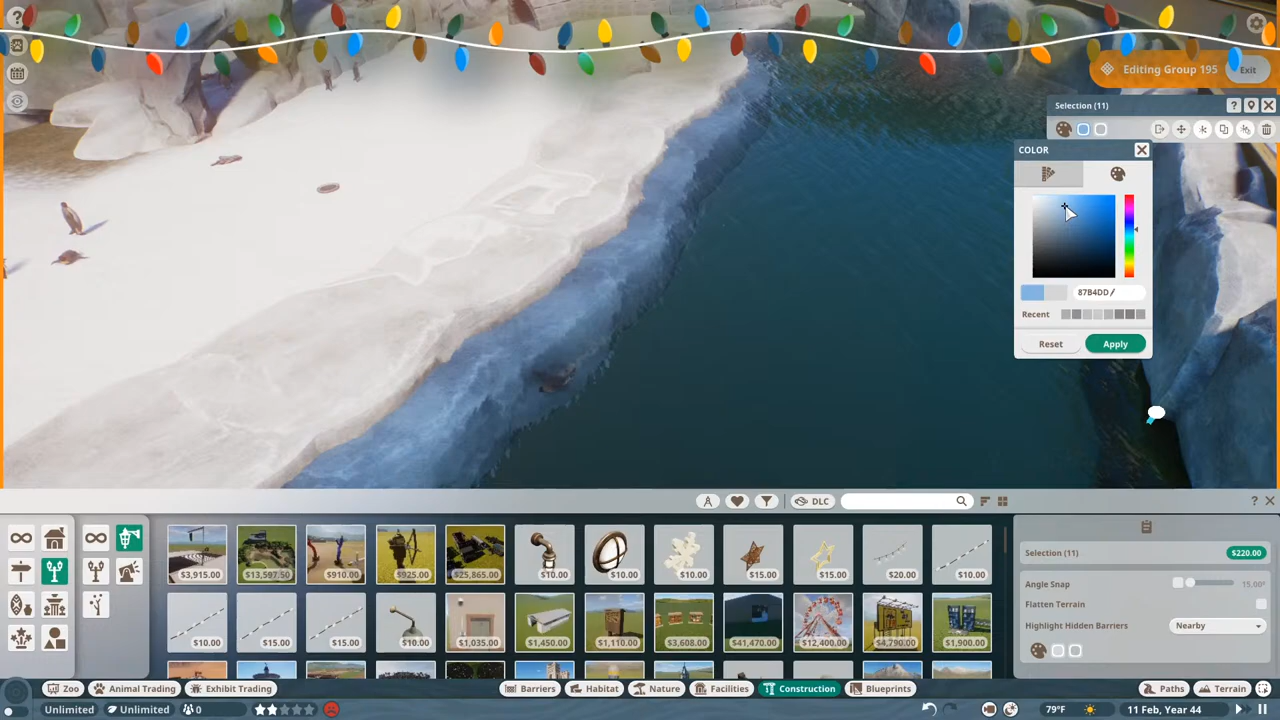 Editing Group 195
Exit
Selection (11)
?
COLOR
87B4DD
Recent
Reset
Apply
DLC
?
$3,915.00
$13,597.50
$910.00
$925.00
$25,865.00
$10.00
$10.00
$10.00
$15.00
$15.00
$20.00
$10.00
$10.00
$15.00
$15.00
$10.00
$1,035.00
$1,450.00
$1,110.00
$3,608.00
$41,470.00
$12,400.00
$4,790.00
$1,900.00
Selection (11)
$220.00
Angle Snap
15.00°
Flatten Terrain
Highlight Hidden Barriers
Nearby
Zoo
Animal Trading
Exhibit Trading
Barriers
Habitat
Nature
Facilities
Construction
Blueprints
Paths
Terrain
Unlimited
Unlimited
0
79°F
11 Feb, Year 44